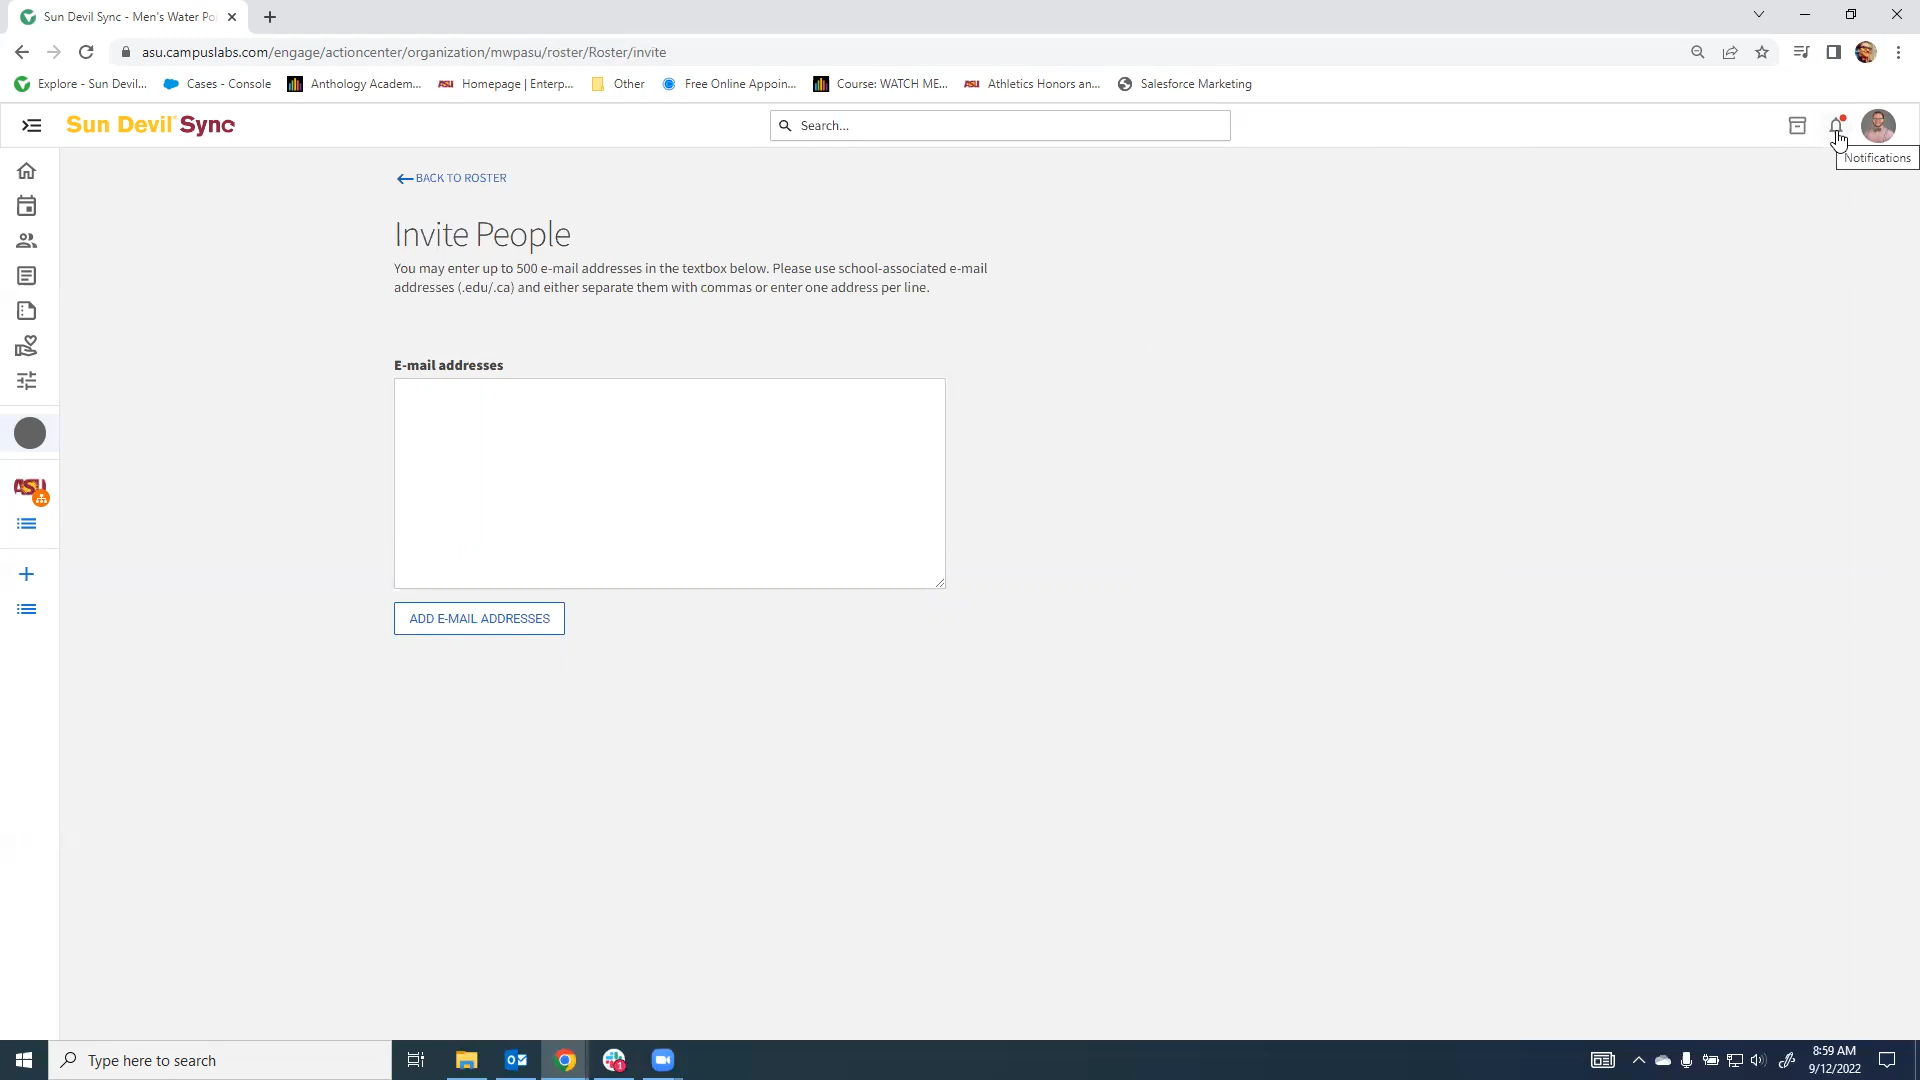 Sun Devil Sync - Men's Water Po
asu.campuslabs.com/engage/actioncenter/organization/mwpasu/roster/Roster/invite
Explore - Sun Devil... Cases - Console Anthology Academ... ASU Homepage | Enterp... Other Free Online Appoin... Course: WATCH ME... ASU Athletics Honors an... Salesforce Marketing
Sun Devil Sync
Search...
Notifications
BACK TO ROSTER
Invite People
You may enter up to 500 e-mail addresses in the textbox below. Please use school-associated e-mail
addresses (.edu/.ca) and either separate them with commas or enter one address per line.
E-mail addresses
ASU
ADD E-MAIL ADDRESSES
Type here to search
1
8:59 AM
9/12/2022